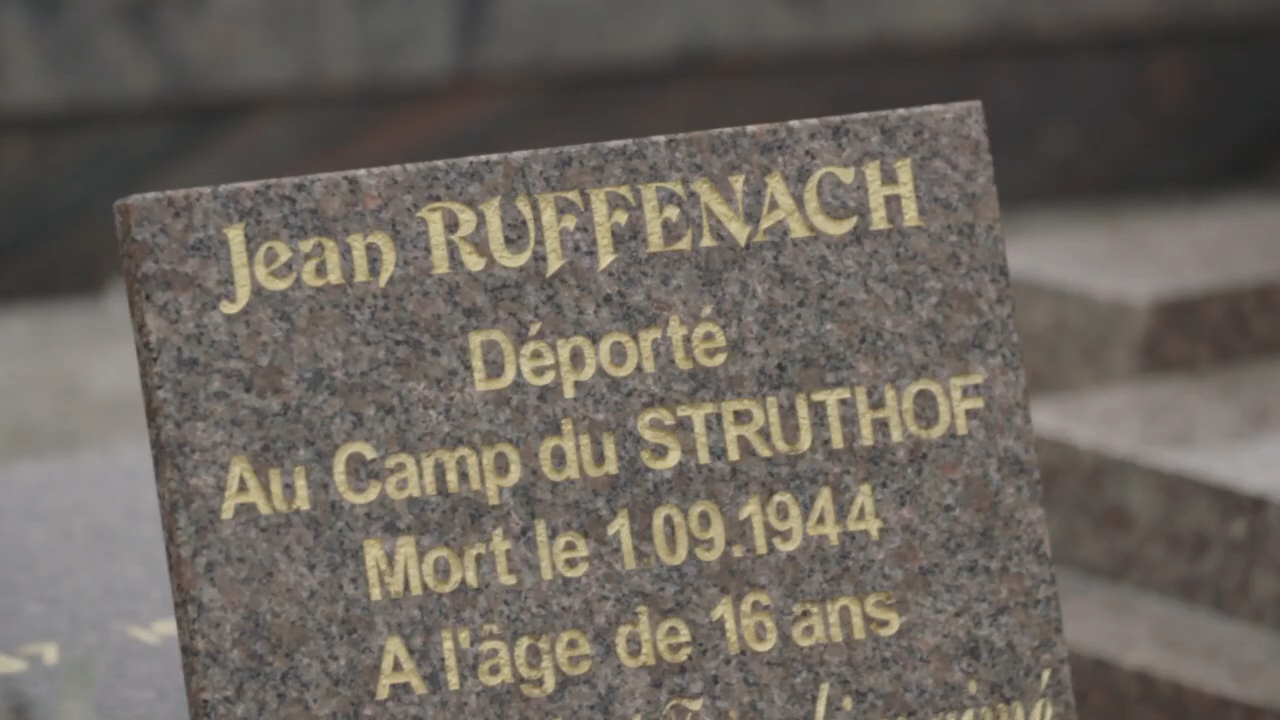 Jean RUFFENACH
Déporté
Au Camp du STRUTHOF
Mort le 1.09.1944
A l'âge de 16 ans